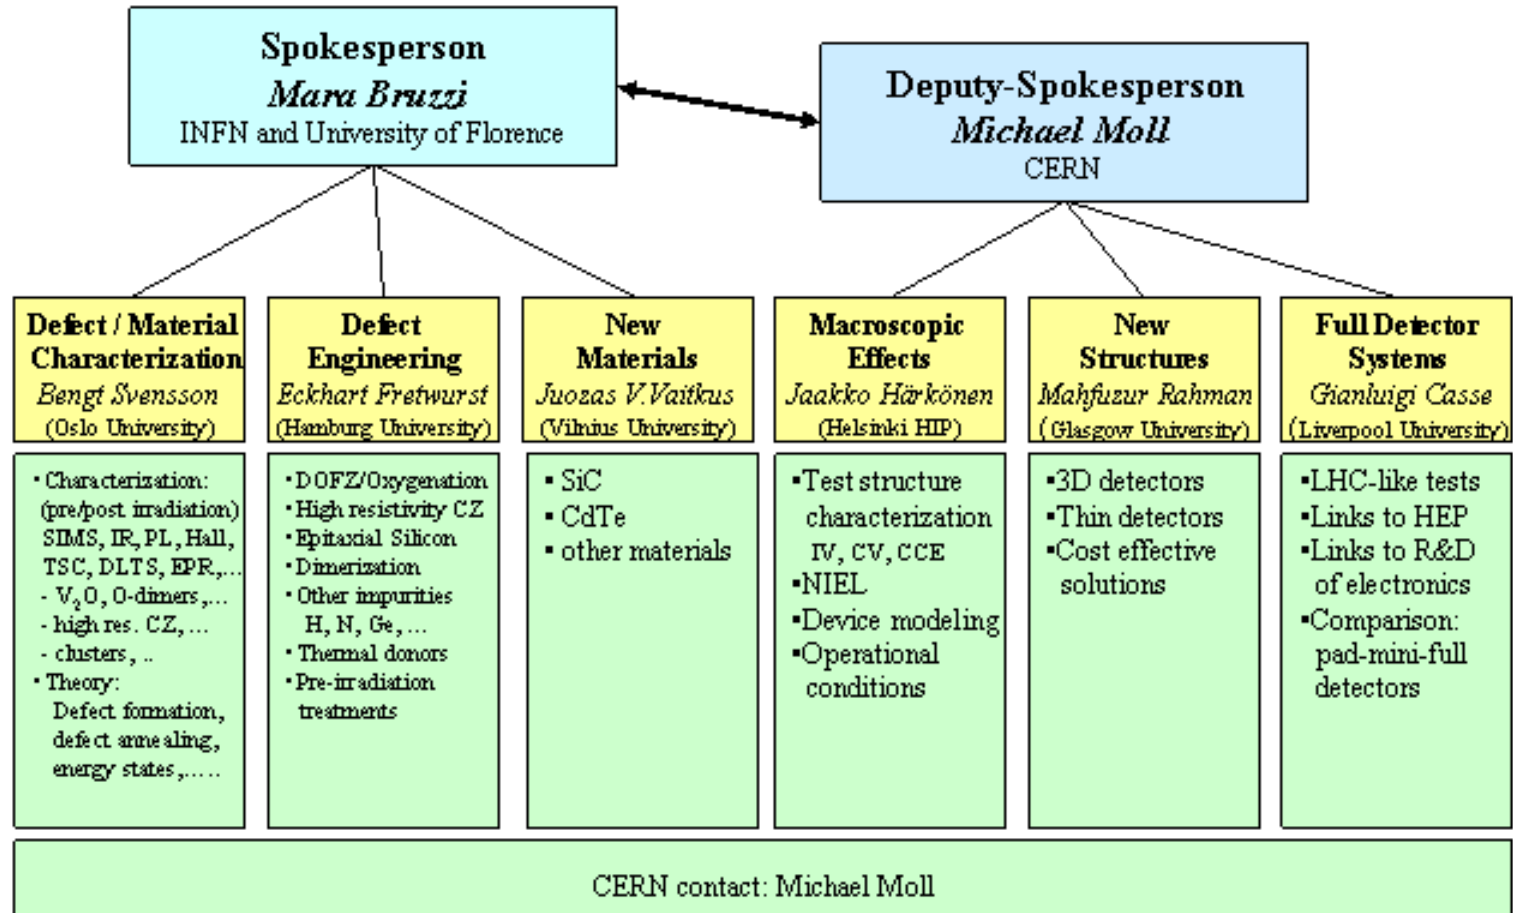 Spokesperson
Mara Bruzzi
INFN and University of Florence
Deputy-Spokesperson
Michael Moll
CERN
Defect / Material
Characterization
Bengt Svensson
(Oslo University)
• Characterization:
(pre/post irradiation)
SIMS, IR, PL, Hall,
TSC, DLTS, EPR,...
- V₂O, O-dimers,...
- high res. CZ, ...
- clusters, ..
• Theory:
Defect formation,
defect annealing,
energy states,.....
Defect
Engineering
Eckhart Fretwurst
(Hamburg University)
• DOFZ/Oxygenation
• High resistivity CZ
• Epitaxial Silicon
• Dimerization
• Other impurities
H, N, Ge, ...
• Thermal donors
• Pre-irradiation
treatments
New
Materials
Juozas V.Vaitkus
(Vilnius University)
▪ SiC
▪ CdTe
▪ other materials
Macroscopic
Effects
Jaakko Härkönen
(Helsinki HIP)
▪Test structure
characterization
IV, CV, CCE
▪NIEL
▪Device modeling
▪Operational
conditions
New
Structures
Mahfuzur Rahman
(Glasgow University)
▪3D detectors
▪Thin detectors
▪Cost effective
solutions
Full Detector
Systems
Gianluigi Casse
(Liverpool University)
▪LHC-like tests
▪Links to HEP
▪Links to R&D
of electronics
▪Comparison:
pad-mini-full
detectors
CERN contact: Michael Moll